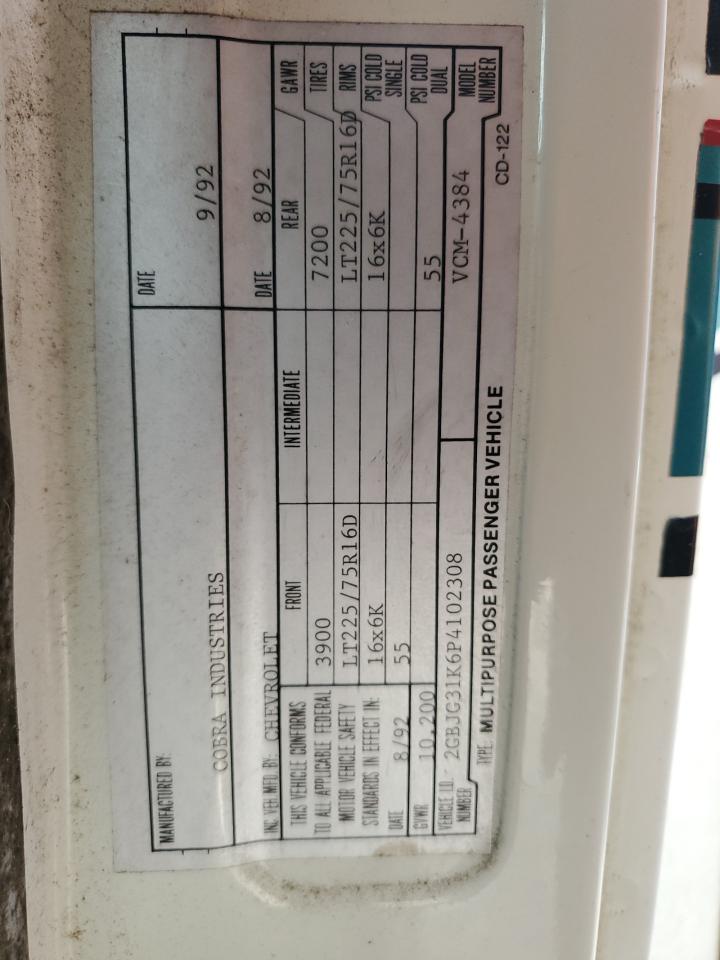 MANUFACTURED BY: DATE
COBRA INDUSTRIES 9/92
INC. VEH. MFD. BY: CHEVROLET DATE 8/92
THIS VEHICLE CONFORMS FRONT INTERMEDIATE REAR GAWR
TO ALL APPLICABLE FEDERAL 3900 7200 TIRES
MOTOR VEHICLE SAFETY LT225/75R16D LT225/75R16D RIMS
STANDARDS IN EFFECT IN: 16x6K 16x6K PSI COLD SINGLE
DATE 8/92 55 PSI COLD DUAL
GVWR 10,200 55
VEHICLE I.D. NUMBER 2GBJG31K6P4102308 VCM-4384 MODEL NUMBER
TYPE: MULTIPURPOSE PASSENGER VEHICLE CD-122